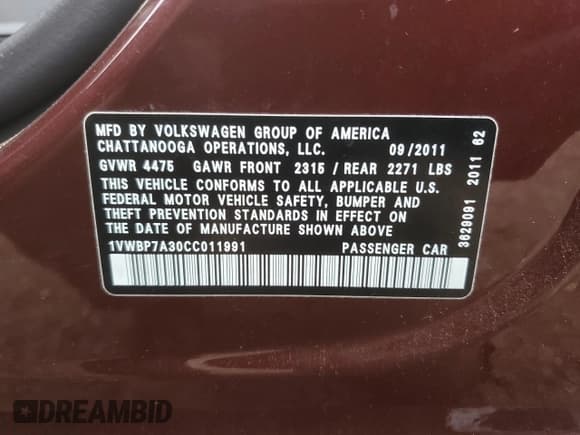 MFD BY VOLKSWAGEN GROUP OF AMERICA
CHATTANOOGA OPERATIONS, LLC. 09/2011
GVWR 4475 GAWR FRONT 2315 / REAR 2271 LBS
THIS VEHICLE CONFORMS TO ALL APPLICABLE U.S.
FEDERAL MOTOR VEHICLE SAFETY, BUMPER AND
THEFT PREVENTION STANDARDS IN EFFECT ON
THE DATE OF MANUFACTURE SHOWN ABOVE
1VWBP7A30CC011991 PASSENGER CAR
3629091 2011 62
DREAMBID